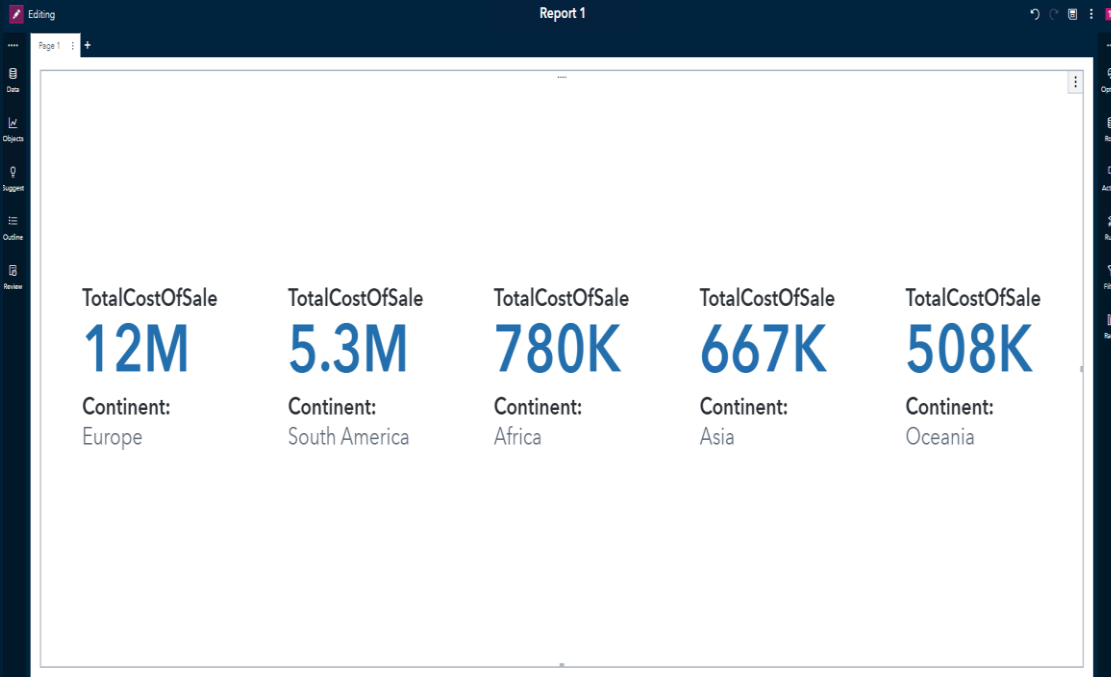 Editing
Report 1
Page 1
Data
Objects
Suggest
Outline
Review
TotalCostOfSale
12M
Continent:
Europe
TotalCostOfSale
5.3M
Continent:
South America
TotalCostOfSale
780K
Continent:
Africa
TotalCostOfSale
667K
Continent:
Asia
TotalCostOfSale
508K
Continent:
Oceania